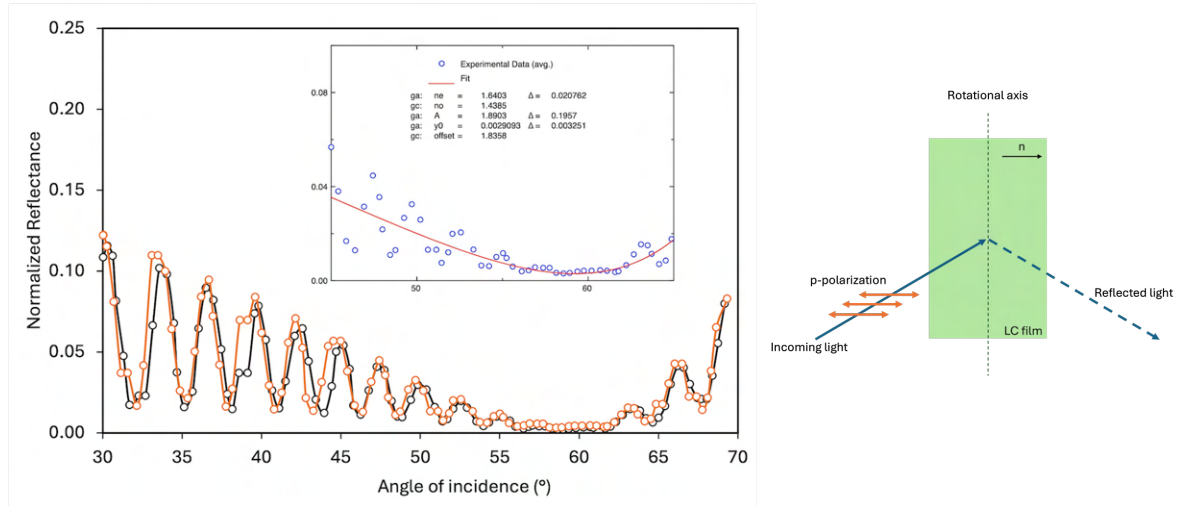 0.25
0.20
0.15
0.10
0.05
0.00
30
35
40
45
50
55
60
65
70
Normalized Reflectance
Angle of incidence (°)
Experimental Data (avg.)
Fit
ga: ne = 1.6403 Δ = 0.020762
gc: no = 1.4385
ga: A = 1.8903 Δ = 0.1957
ga: y0 = 0.0029093 Δ = 0.003251
gc: offset = 1.8358
0.08
0.04
0.00
50
60
Rotational axis
n
p-polarization
Reflected light
LC film
Incoming light